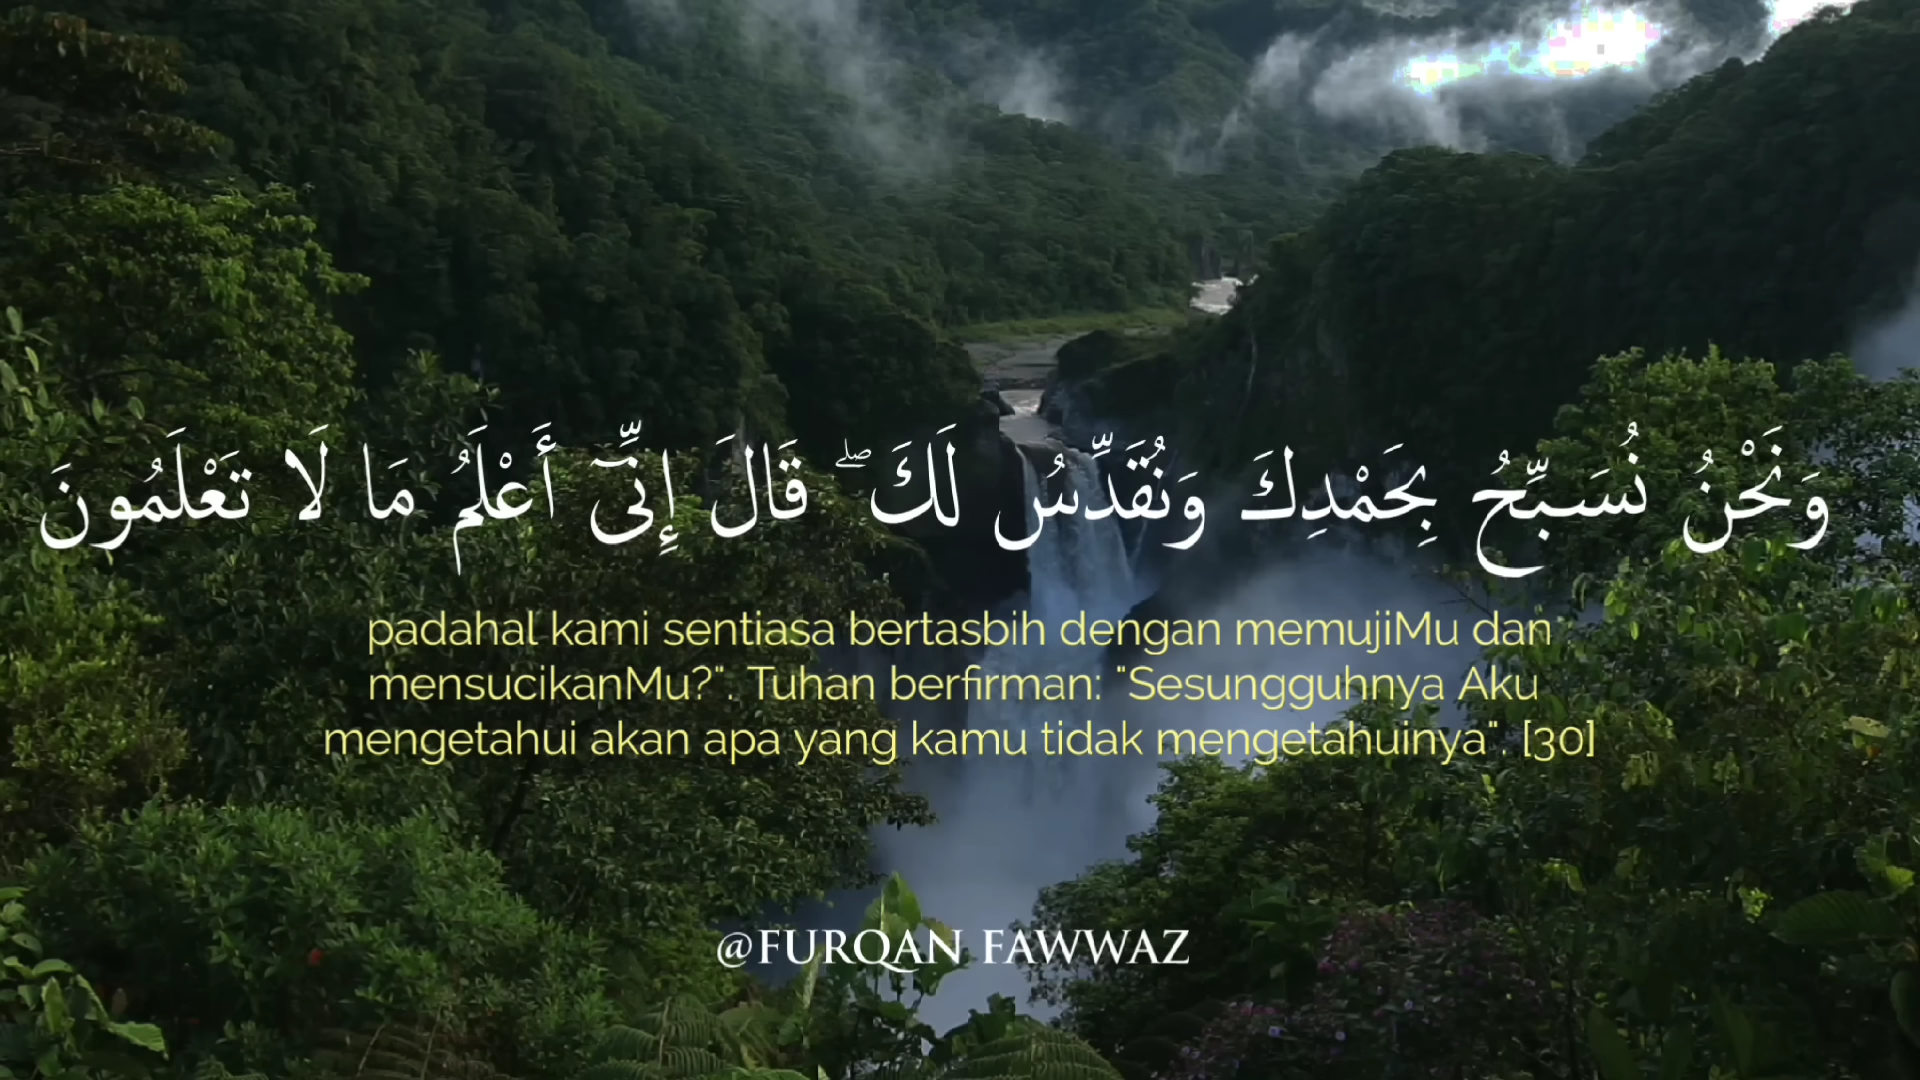 وَنَحْنُ نُسَبِّحُ بِحَمْدِكَ وَنُقَدِّسُ لَكَ ۖ قَالَ إِنِّىٓ أَعْلَمُ مَا لَا تَعْلَمُونَ
padahal kami sentiasa bertasbih dengan memujiMu dan
mensucikanMu?". Tuhan berfirman: "Sesungguhnya Aku
mengetahui akan apa yang kamu tidak mengetahuinya". [30]
@FURQAN FAWWAZ